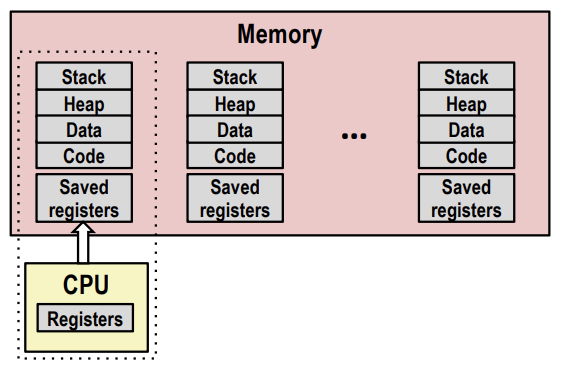 Memory
Stack
Heap
Data
Code
Saved
registers
Stack
Heap
Data
Code
Saved
registers
...
Stack
Heap
Data
Code
Saved
registers
CPU
Registers